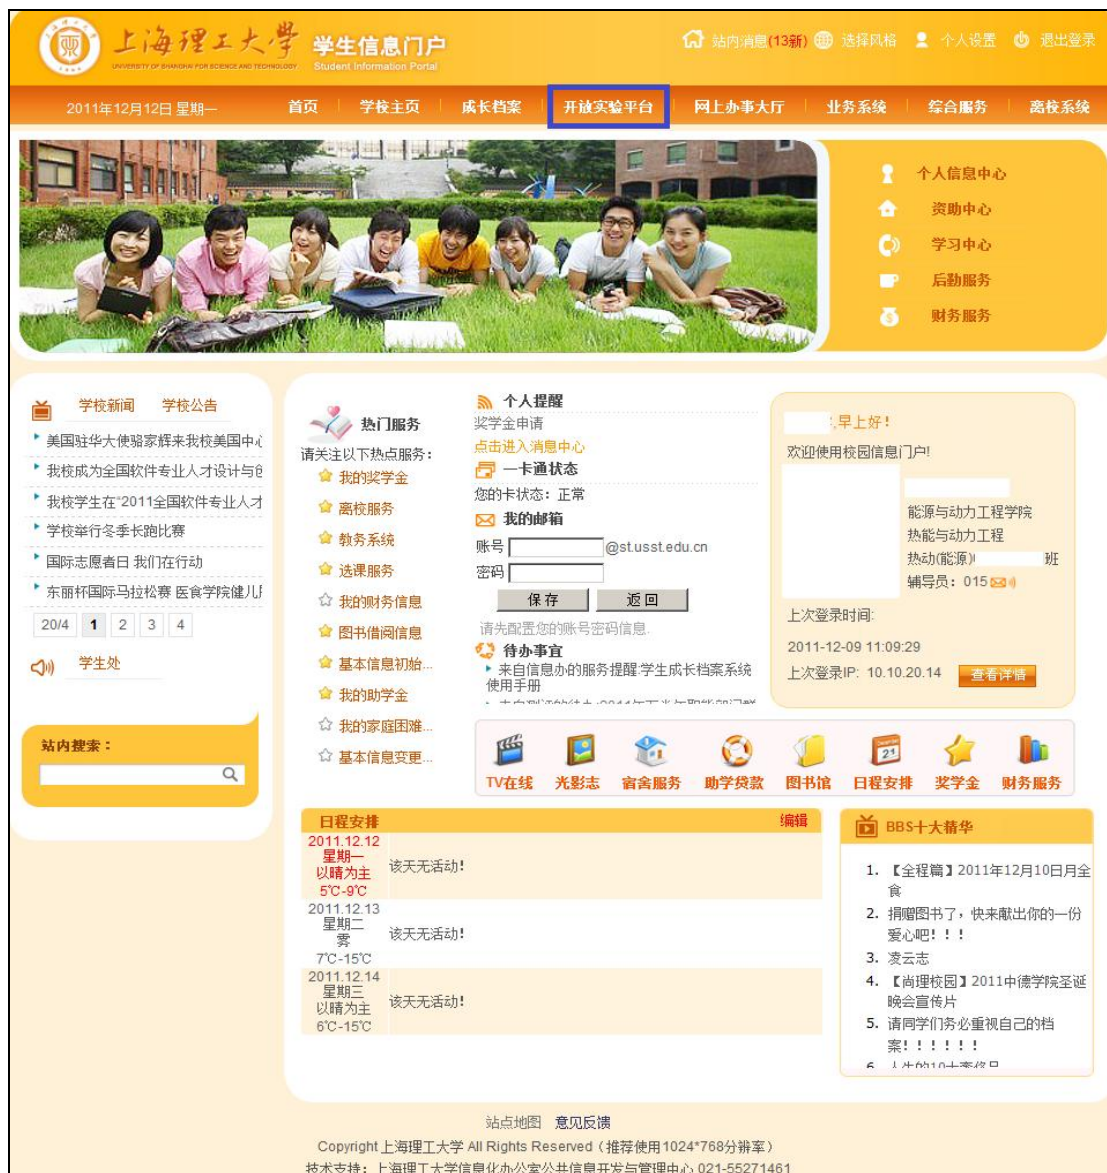 上海理工大学 学生信息门户
UNIVERSITY OF SHANGHAI FOR SCIENCE AND TECHNOLOGY Student Information Portal
站内消息(13新) 选择风格 个人设置 退出登录
2011年12月12日 星期一 首页 学校主页 成长档案 开放实验平台 网上办事大厅 业务系统 综合服务 离校系统
个人信息中心
资助中心
学习中心
后勤服务
财务服务
学校新闻 学校公告
美国驻华大使骆家辉来我校美国中心
我校成为全国软件专业人才设计与创
我校学生在"2011全国软件专业人才
学校举行冬季长跑比赛
国际志愿者日 我们在行动
东丽杯国际马拉松赛 医食学院健儿
20/4 1 2 3 4
学生处
站内搜索：
热门服务
请关注以下热点服务：
我的奖学金
离校服务
教务系统
选课服务
我的财务信息
图书借阅信息
基本信息初始...
我的助学金
我的家庭困难...
基本信息变更...
个人提醒
奖学金申请
点击进入消息中心
一卡通状态
您的卡状态：正常
我的邮箱
账号 @st.usst.edu.cn
密码
保存 返回
请先配置您的账号密码信息.
待办事宜
来自信息办的服务提醒:学生成长档案系统
使用手册
,早上好！
欢迎使用校园信息门户!
能源与动力工程学院
热能与动力工程
热动(能源) 班
辅导员：015
上次登录时间:
2011-12-09 11:09:29
上次登录IP: 10.10.20.14 查看详情
TV在线 光影志 宿舍服务 助学贷款 图书馆 日程安排 奖学金 财务服务
日程安排 编辑
2011.12.12
星期一
以晴为主
5℃-9℃
该天无活动!
2011.12.13
星期二
雾
7℃-15℃
该天无活动!
2011.12.14
星期三
以晴为主
6℃-15℃
该天无活动!
BBS十大精华
1. 【全程篇】2011年12月10日月全
食
2. 捐赠图书了，快来献出你的一份
爱心吧！！！
3. 凌云志
4. 【尚理校园】2011中德学院圣诞
晚会宣传片
5. 请同学们务必重视自己的档
案！！！！！！
6. 人生的10大奢侈品
站点地图 意见反馈
Copyright 上海理工大学 All Rights Reserved（推荐使用1024*768分辨率）
技术支持：上海理工大学信息化办公室公共信息开发与管理中心 021-55271461